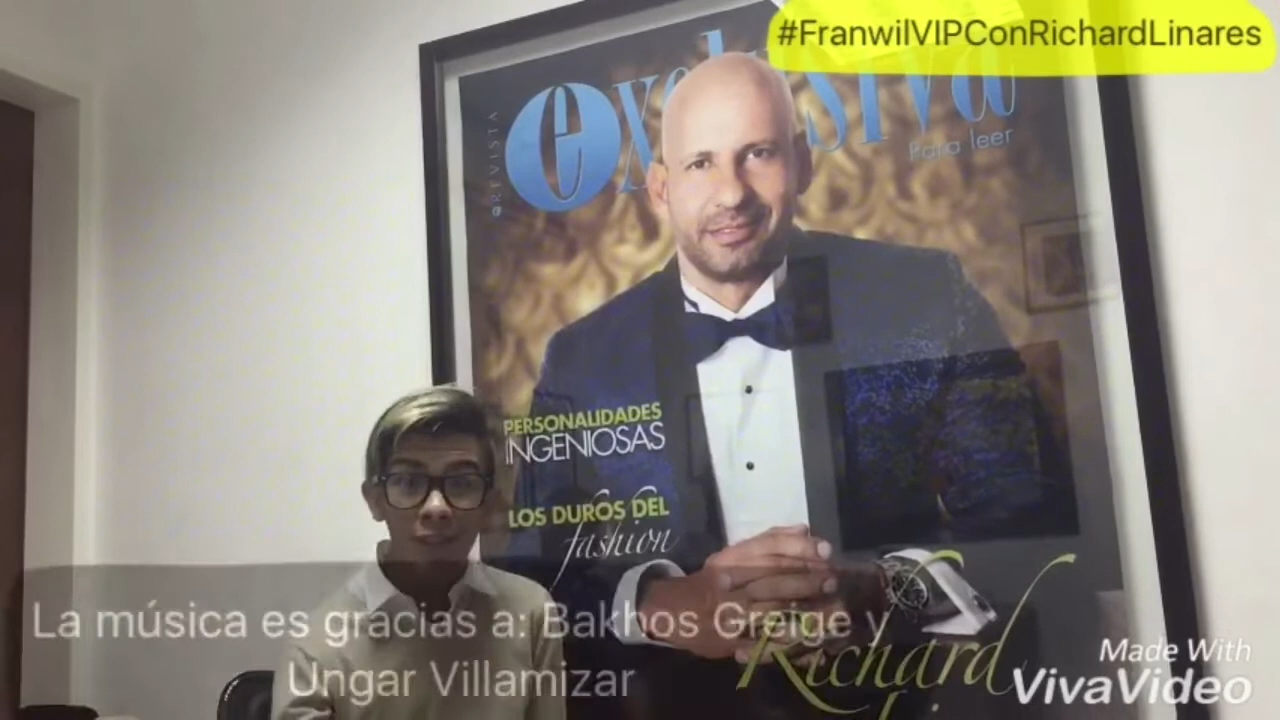 #FranwilVIPConRichardLinares
exclusiva
REVISTA
Para leer
PERSONALIDADES
INGENIOSAS
LOS DUROS DEL
fashion
La música es gracias a: Bakhos Greige y
Ungar Villamizar
Richard
Made With
VivaVideo